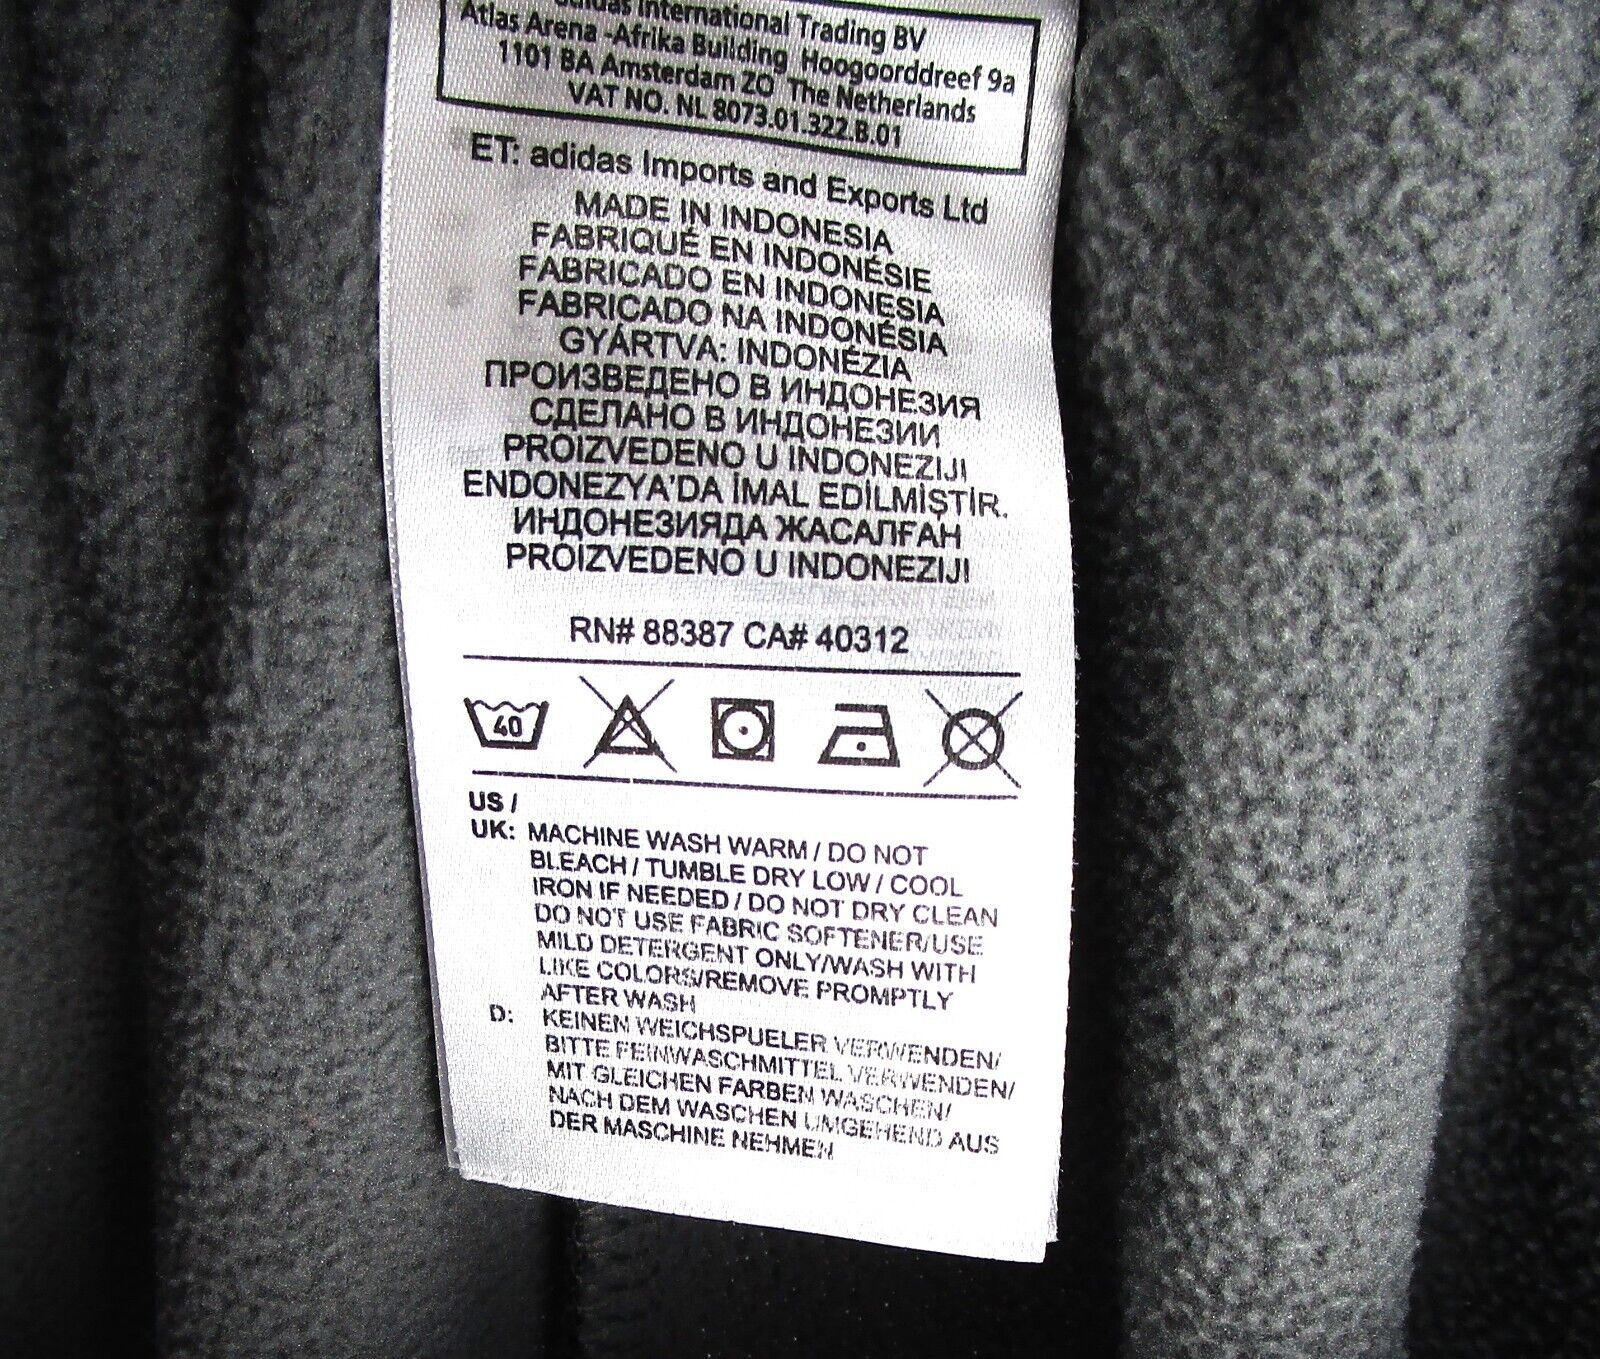 adidas International Trading BV
Atlas Arena -Afrika Building Hoogoorddreef 9a
1101 BA Amsterdam ZO The Netherlands
VAT NO. NL 8073.01.322.B.01
ET: adidas Imports and Exports Ltd
MADE IN INDONESIA
FABRIQUÉ EN INDONÉSIE
FABRICADO EN INDONESIA
FABRICADO NA INDONÉSIA
GYÁRTVA: INDONÉZIA
ПРОИЗВЕДЕНО В ИНДОНЕЗИЯ
СДЕЛАНО В ИНДОНЕЗИИ
PROIZVEDENO U INDONEZIJI
ENDONEZYA'DA İMAL EDİLMİŞTİR.
ИНДОНЕЗИЯДА ЖАСАЛҒАН
PROIZVEDENO U INDONEZIJI
RN# 88387 CA# 40312
40
US /
UK: MACHINE WASH WARM / DO NOT
BLEACH / TUMBLE DRY LOW / COOL
IRON IF NEEDED / DO NOT DRY CLEAN
DO NOT USE FABRIC SOFTENER/USE
MILD DETERGENT ONLY/WASH WITH
LIKE COLORS/REMOVE PROMPTLY
AFTER WASH
D: KEINEN WEICHSPUELER VERWENDEN/
BITTE FEINWASCHMITTEL VERWENDEN/
MIT GLEICHEN FARBEN WASCHEN/
NACH DEM WASCHEN UMGEHEND AUS
DER MASCHINE NEHMEN